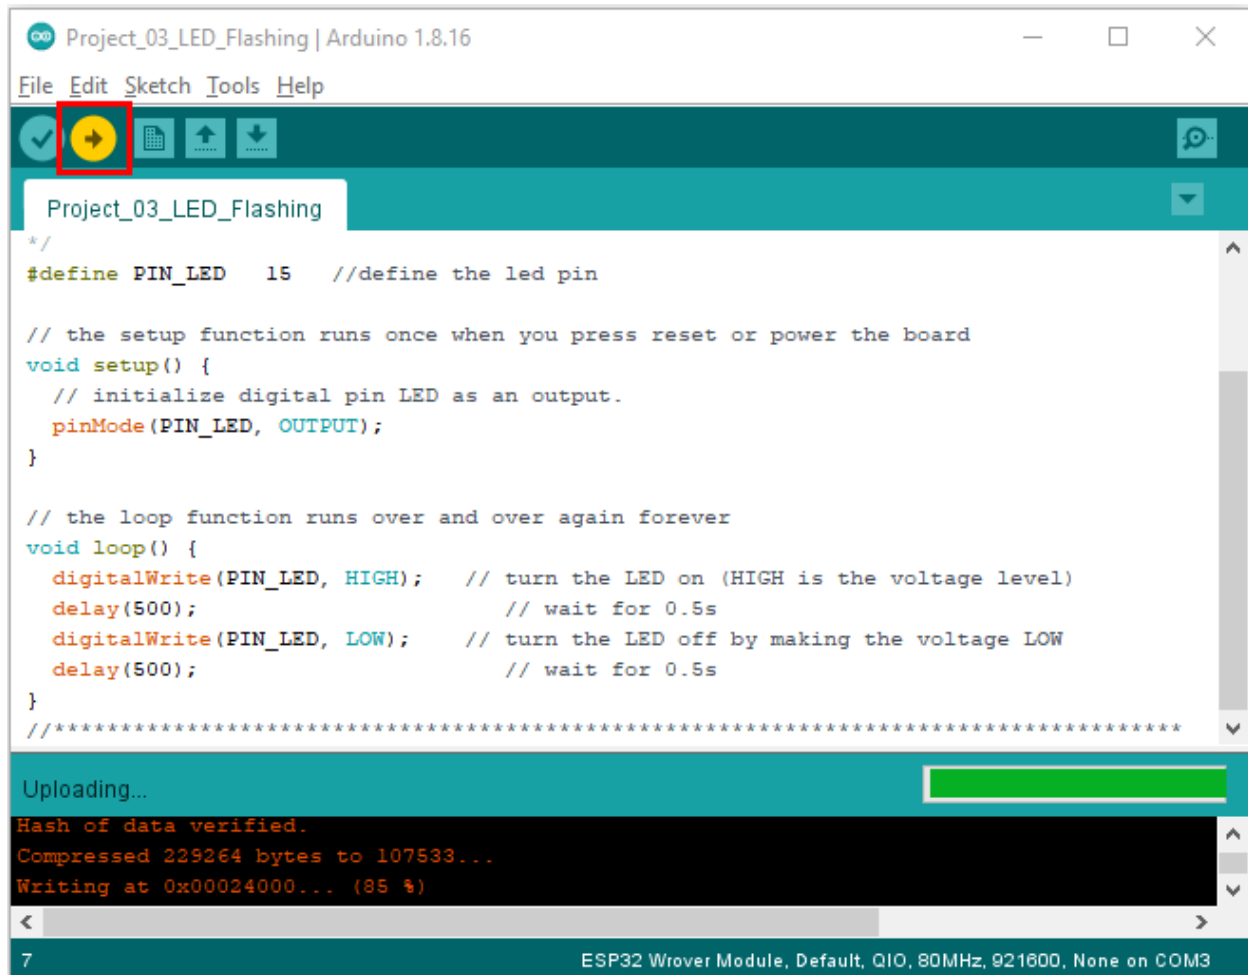 Project_03_LED_Flashing | Arduino 1.8.16
File Edit Sketch Tools Help
Project_03_LED_Flashing
*/
#define PIN_LED   15   //define the led pin
// the setup function runs once when you press reset or power the board
void setup() {
  // initialize digital pin LED as an output.
  pinMode(PIN_LED, OUTPUT);
}
// the loop function runs over and over again forever
void loop() {
  digitalWrite(PIN_LED, HIGH);   // turn the LED on (HIGH is the voltage level)
  delay(500);                       // wait for 0.5s
  digitalWrite(PIN_LED, LOW);    // turn the LED off by making the voltage LOW
  delay(500);                       // wait for 0.5s
}
//*************************************************************************************
Uploading...
Hash of data verified.
Compressed 229264 bytes to 107533...
Writing at 0x00024000... (85 %)
7 ESP32 Wrover Module, Default, QIO, 80MHz, 921600, None on COM3